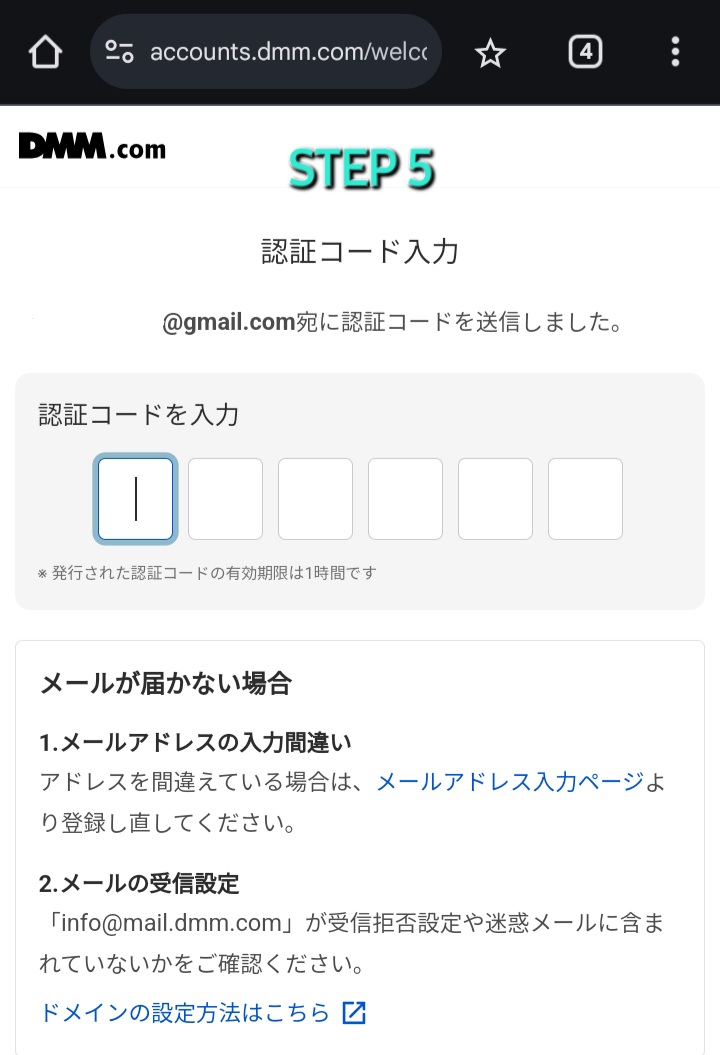 accounts.dmm.com/welc
4
DMM.com
STEP 5
認証コード入力
@gmail.com宛に認証コードを送信しました。
認証コードを入力
※ 発行された認証コードの有効期限は1時間です
メールが届かない場合
1.メールアドレスの入力間違い
アドレスを間違えている場合は、メールアドレス入力ページよ
り登録し直してください。
2.メールの受信設定
「info@mail.dmm.com」が受信拒否設定や迷惑メールに含ま
れていないかをご確認ください。
ドメインの設定方法はこちら